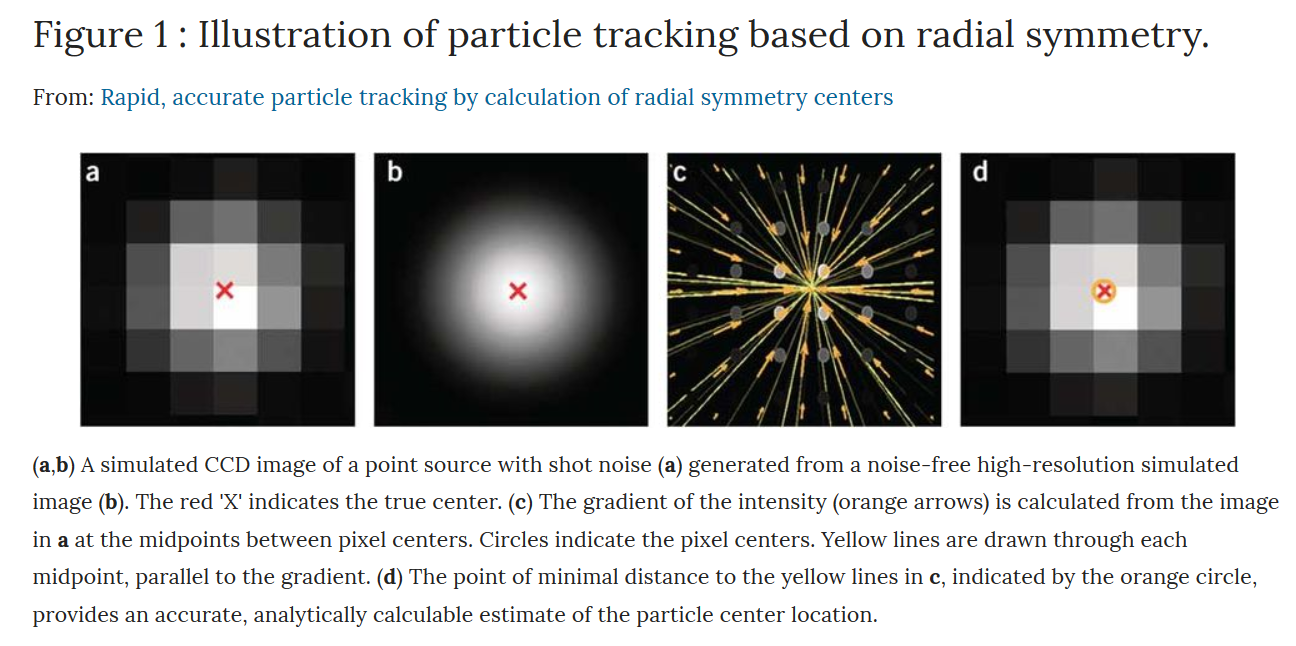 Figure 1 : Illustration of particle tracking based on radial symmetry.
From: Rapid, accurate particle tracking by calculation of radial symmetry centers
a b c d
(a,b) A simulated CCD image of a point source with shot noise (a) generated from a noise-free high-resolution simulated
image (b). The red 'X' indicates the true center. (c) The gradient of the intensity (orange arrows) is calculated from the image
in a at the midpoints between pixel centers. Circles indicate the pixel centers. Yellow lines are drawn through each
midpoint, parallel to the gradient. (d) The point of minimal distance to the yellow lines in c, indicated by the orange circle,
provides an accurate, analytically calculable estimate of the particle center location.